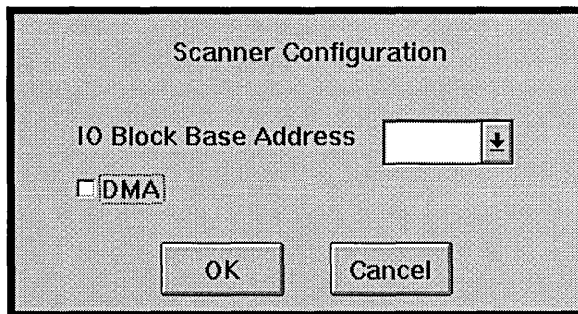 Scanner Configuration
IO Block Base Address
DMA
OK
Cancel